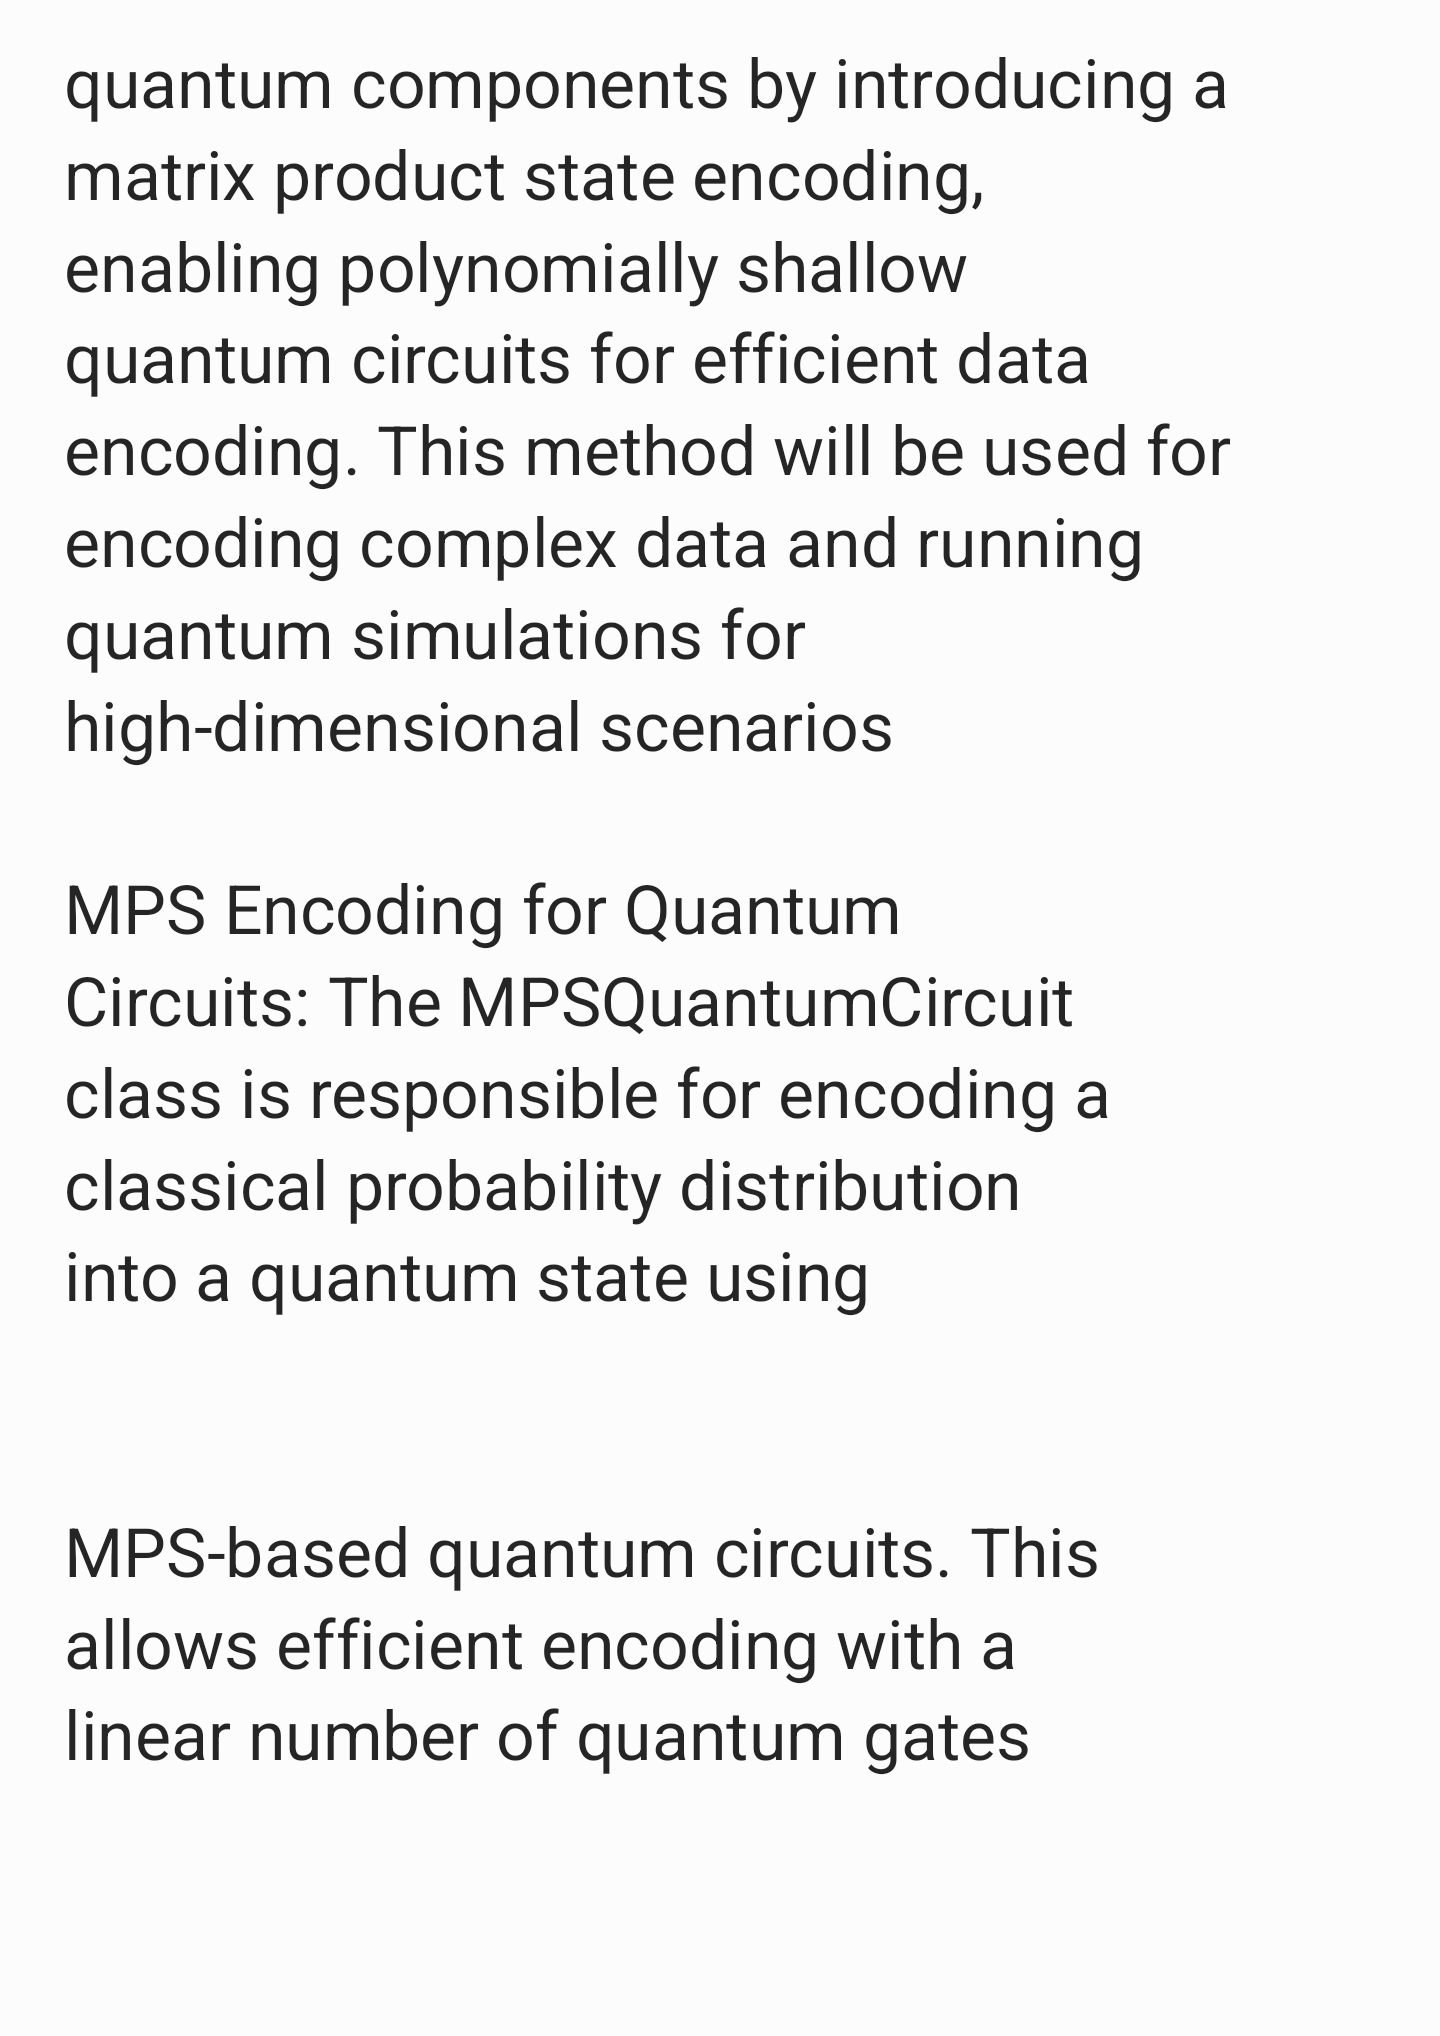 quantum components by introducing a
matrix product state encoding,
enabling polynomially shallow
quantum circuits for efficient data
encoding. This method will be used for
encoding complex data and running
quantum simulations for
high-dimensional scenarios
MPS Encoding for Quantum
Circuits: The MPSQuantumCircuit
class is responsible for encoding a
classical probability distribution
into a quantum state using
MPS-based quantum circuits. This
allows efficient encoding with a
linear number of quantum gates